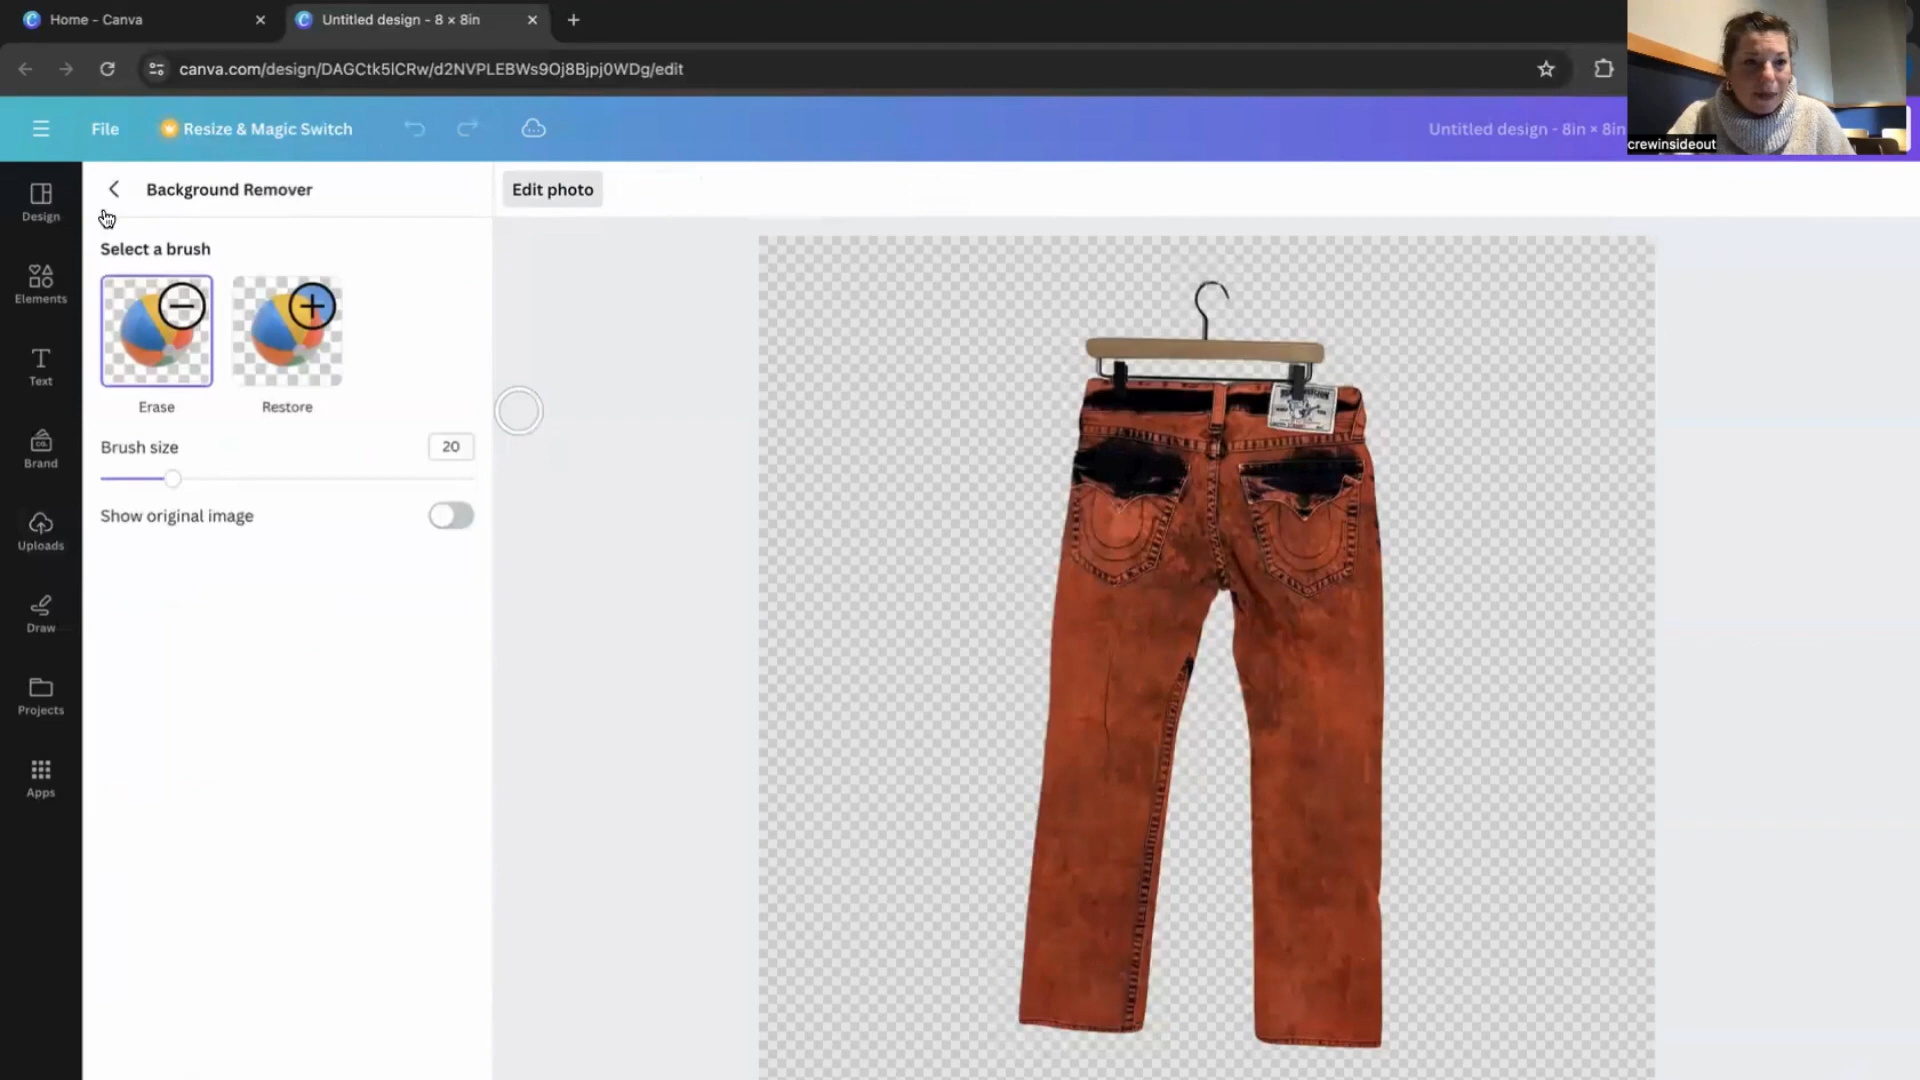 Home - Canva
Untitled design - 8 × 8in
canva.com/design/DAGCtk5lCRw/d2NVPLEBWs9Oj8Bjpj0WDg/edit
crewinsideout
File
Resize & Magic Switch
Untitled design - 8in × 8in
Design
Elements
Text
Brand
Uploads
Draw
Projects
Apps
Background Remover
Edit photo
Select a brush
Erase
Restore
Brush size
20
Show original image